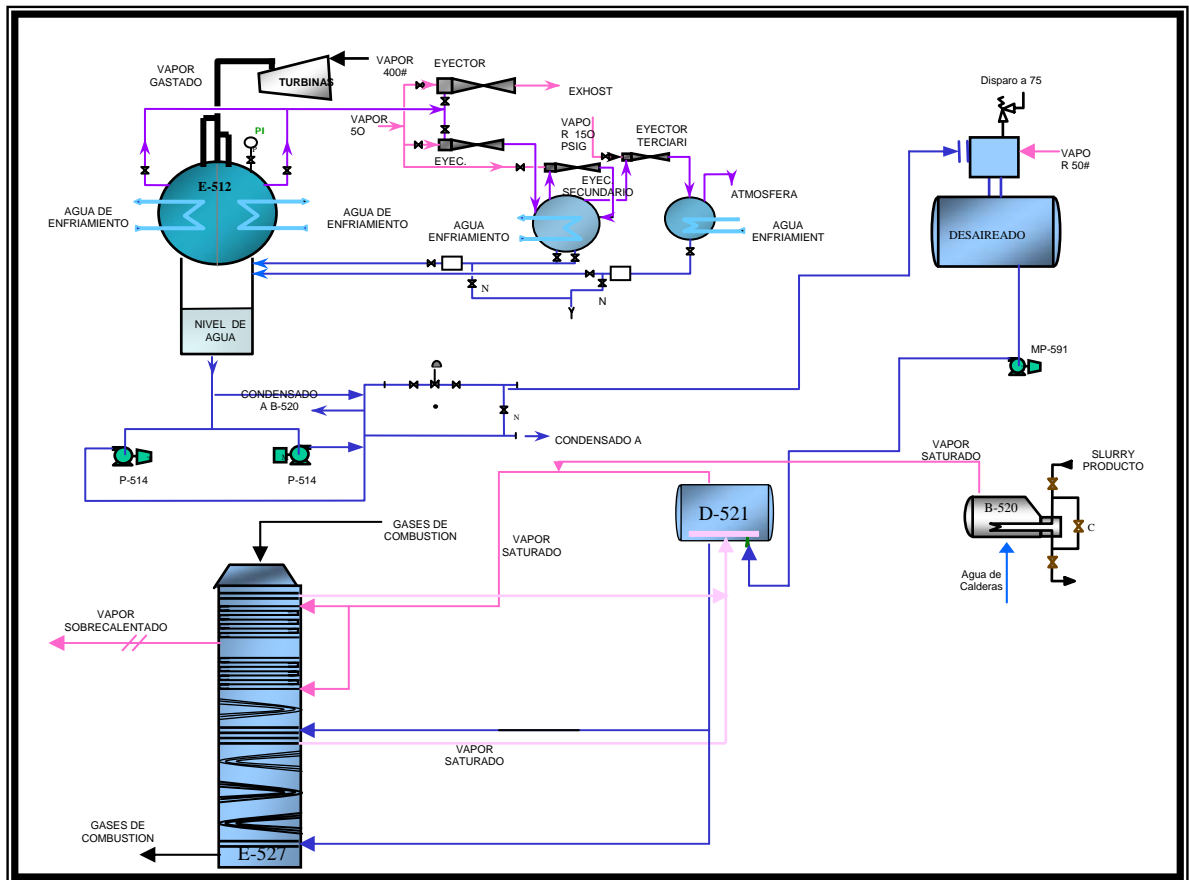 VAPOR
GASTADO
TURBINAS
VAPOR
400#
EYECTOR
EXHOST
VAPOR
5O
VAPO
R 15O
PSIG
EYECTOR
TERCIARI
Disparo a 75
PI
E-512
EYEC.
EYEC.
SECUNDARIO
ATMOSFERA
VAPO
R 50#
AGUA DE
ENFRIAMIENTO
AGUA DE
ENFRIAMIENTO
AGUA
ENFRIAMIENTO
AGUA
ENFRIAMIENT
DESAIREADO
N
N
NIVEL DE
AGUA
MP-591
CONDENSADO
A B-520
N
CONDENSADO A
P-514
P-514
VAPOR
SATURADO
SLURRY
PRODUCTO
D-521
B-520
C
GASES DE
COMBUSTION
VAPOR
SATURADO
Agua de
Calderas
VAPOR
SOBRECALENTADO
VAPOR
SATURADO
GASES DE
COMBUSTION
E-527